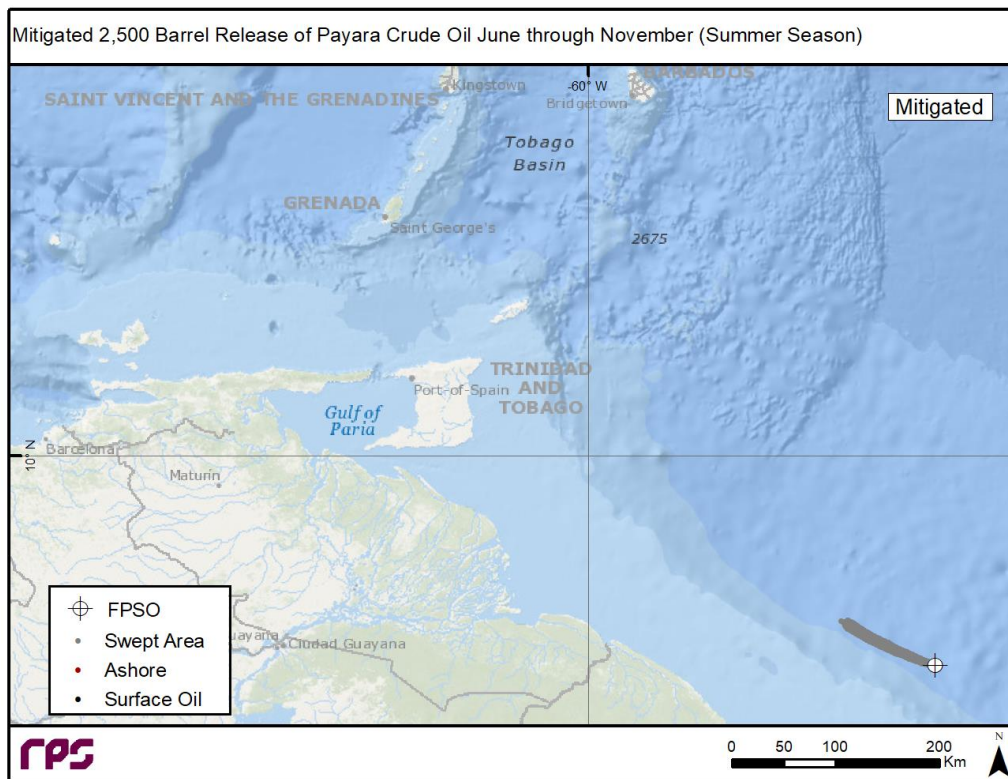 Mitigated 2,500 Barrel Release of Payara Crude Oil June through November (Summer Season)
BARBADOS
Kingstown
-60° W
SAINT VINCENT AND THE GRENADINES
Bridgetown
Mitigated
Tobago
Basin
GRENADA
Saint George's
2675
TRINIDAD
AND
TOBAGO
Port-of-Spain
Gulf of
Paria
10° N
Barcelona
Maturín
FPSO
Swept Area
Ashore
Surface Oil
uayana
Ciudad Guayana
rps
0 50 100 200
Km
N